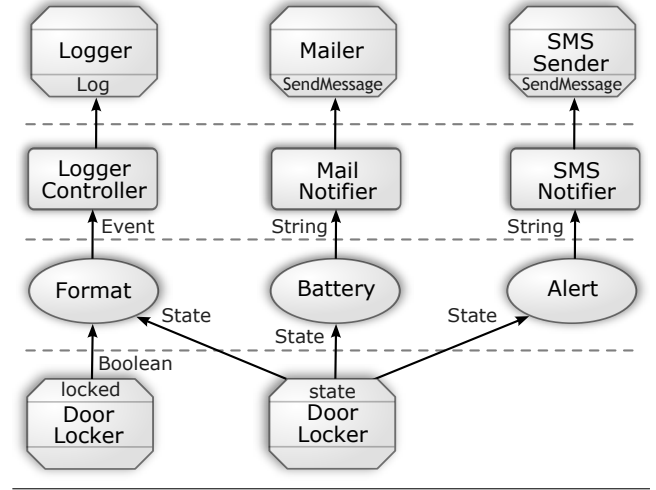 Logger
Log
Mailer
SendMessage
SMS
Sender
SendMessage
Logger
Controller
Mail
Notifier
SMS
Notifier
Event
String
String
Format
Battery
Alert
State
State
State
Boolean
locked
Door
Locker
state
Door
Locker